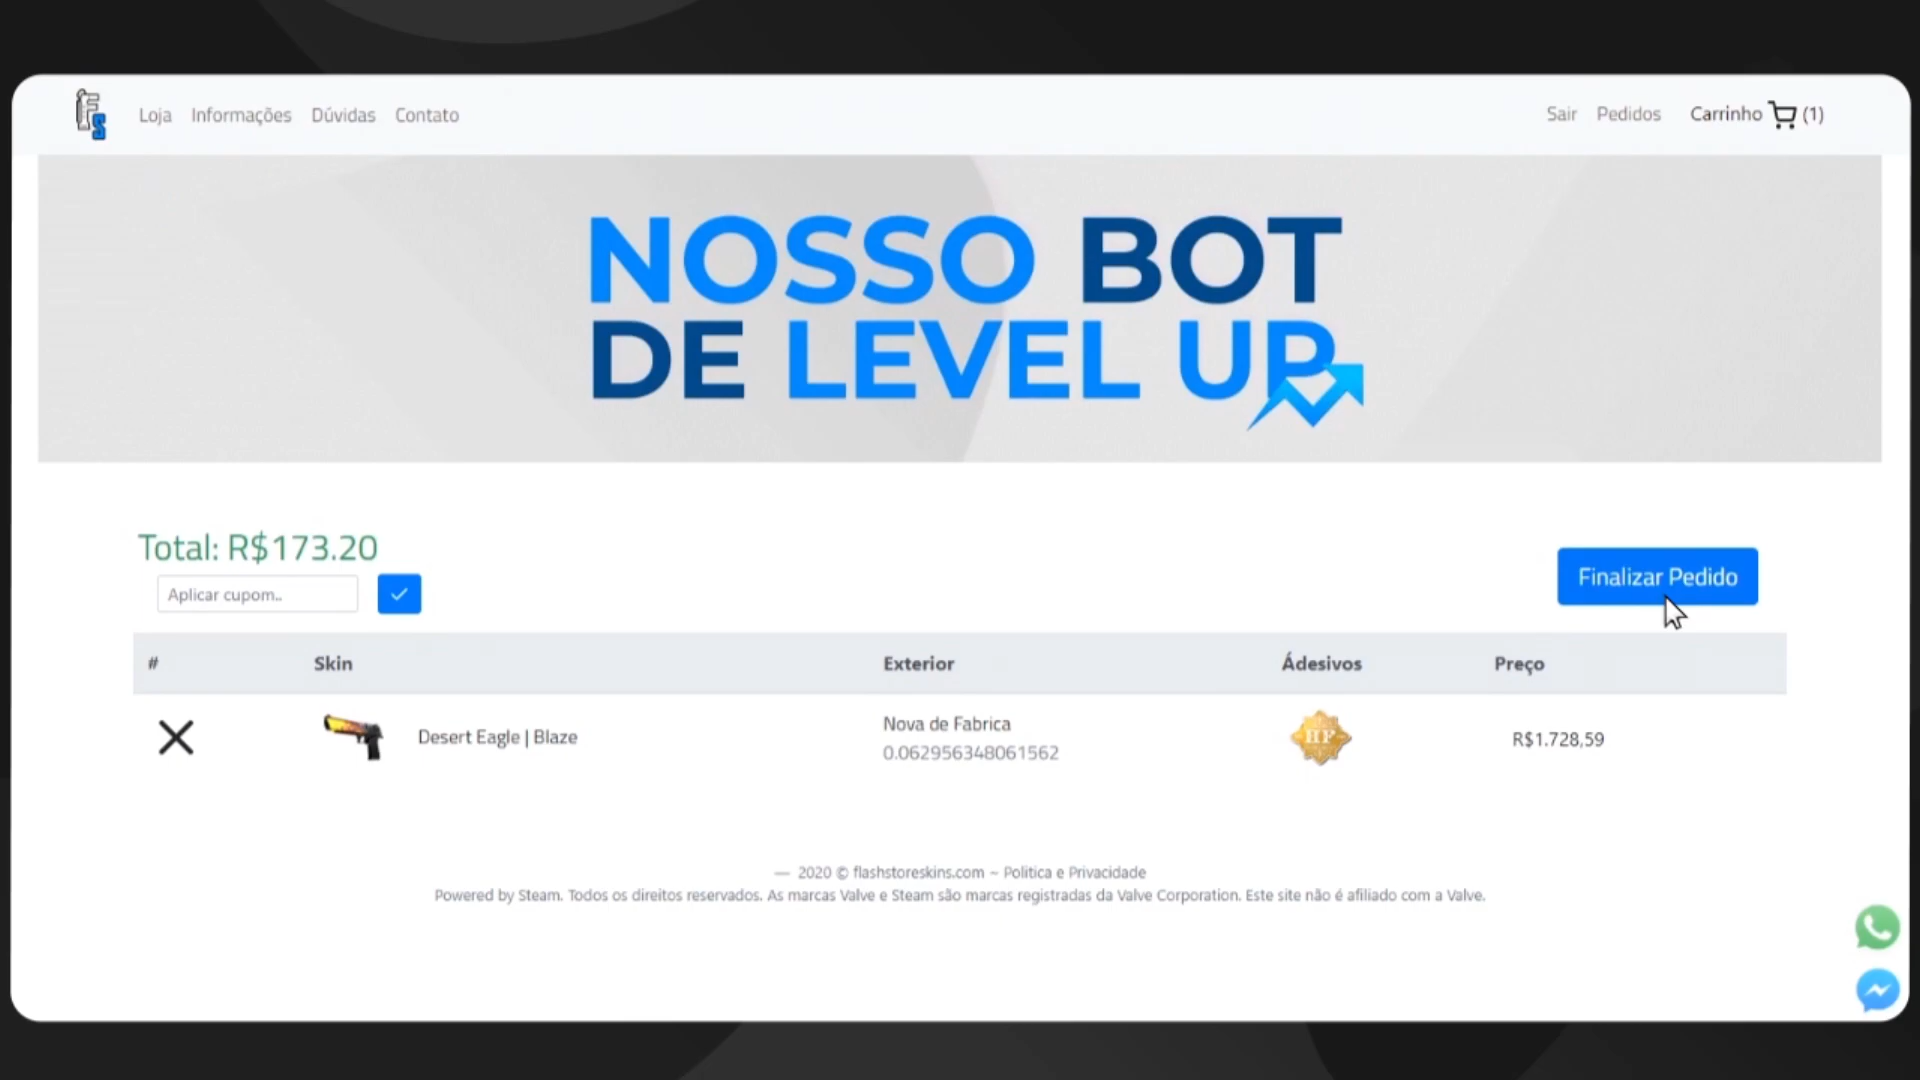 FS
Loja Informações Dúvidas Contato
Sair Pedidos Carrinho (1)
NOSSO BOT
DE LEVEL UP
Total: R$173.20
Aplicar cupom..
Finalizar Pedido
# Skin Exterior Ádesivos Preço
Desert Eagle | Blaze
Nova de Fabrica
0.062956348061562
HF
R$1.728,59
— 2020 © flashstoreskins.com – Politica e Privacidade
Powered by Steam. Todos os direitos reservados. As marcas Valve e Steam são marcas registradas da Valve Corporation. Este site não é afiliado com a Valve.